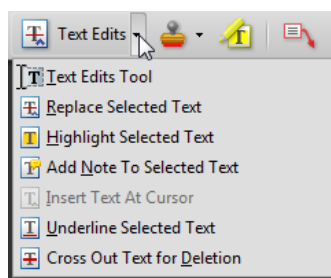 Text Edits
Text Edits Tool
Replace Selected Text
Highlight Selected Text
Add Note To Selected Text
Insert Text At Cursor
Underline Selected Text
Cross Out Text for Deletion